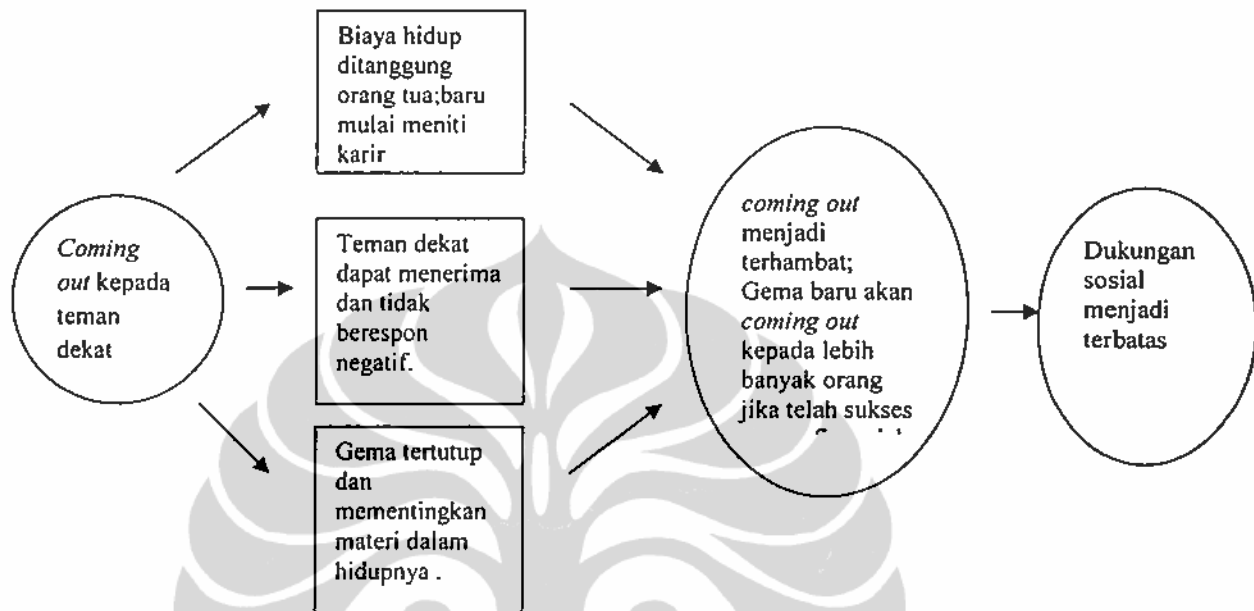 Coming
out kepada
teman
dekat
Biaya hidup
ditanggung
orang tua;baru
mulai meniti
karir
Teman dekat
dapat menerima
dan tidak
berespon
negatif.
Gema tertutup
dan
mementingkan
materi dalam
hidupnya .
coming out
menjadi
terhambat;
Gema baru akan
coming out
kepada lebih
banyak orang
jika telah sukses
Dukungan
sosial
menjadi
terbatas